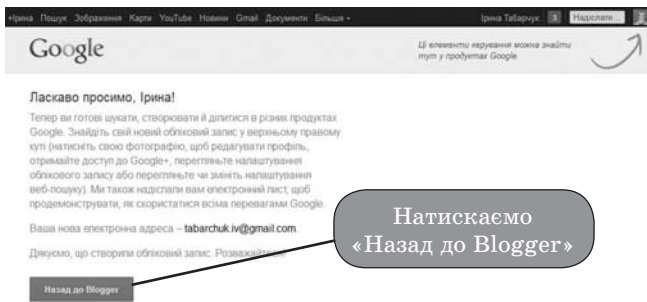 +Ірина Пошук Зображення Карти YouTube Новини Gmail Документи Більше
Ірина Табарчук 1 Надіслати...
Google
Ці елементи керування можна знайти
тут у продуктах Google
Ласкаво просимо, Ірина!
Тепер ви готові шукати, створювати й ділитися в різних продуктах
Google. Знайдіть свій новий обліковий запис у верхньому правому
куті (натисніть свою фотографію, щоб редагувати профіль,
отримайте доступ до Google+, перегляньте налаштування
облікового запису або перегляньте чи змініть налаштування
веб-пошуку). Ми також надіслали вам електронний лист, щоб
продемонструвати, як скористатися всіма перевагами Google.
Ваша нова електронна адреса – tabarchuk.iv@gmail.com.
Дякуємо, що створили обліковий запис. Розважайтеся!
Назад до Blogger
Натискаємо
«Назад до Blogger»